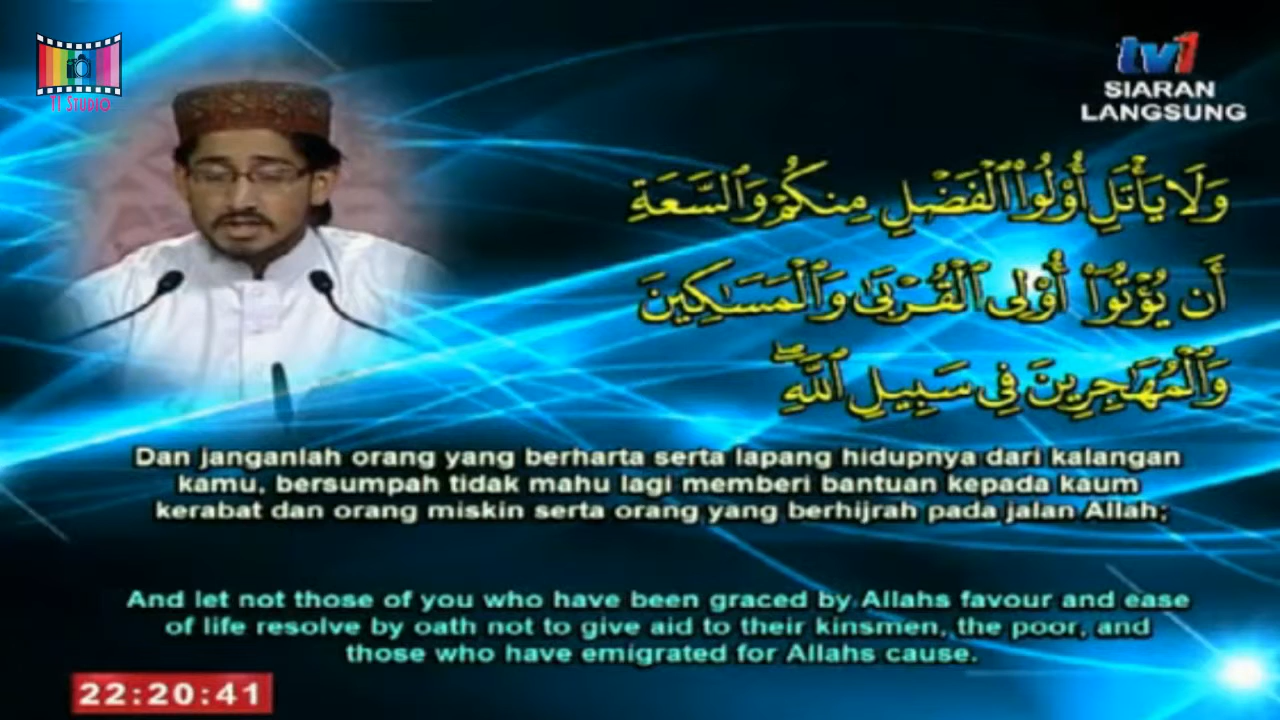 TI STUDIO
tv1
SIARAN
LANGSUNG
وَلَا يَأْتَلِ أُوْلُواْ ٱلْفَضْلِ مِنكُمْ وَٱلسَّعَةِ
أَن يُؤْتُوٓاْ أُوْلِى ٱلْقُرْبَىٰ وَٱلْمَسَـٰكِينَ
وَٱلْمُهَـٰجِرِينَ فِى سَبِيلِ ٱللَّهِۖ
Dan janganlah orang yang berharta serta lapang hidupnya dari kalangan
kamu, bersumpah tidak mahu lagi memberi bantuan kepada kaum
kerabat dan orang miskin serta orang yang berhijrah pada jalan Allah;
And let not those of you who have been graced by Allahs favour and ease
of life resolve by oath not to give aid to their kinsmen, the poor, and
those who have emigrated for Allahs cause.
22:20:41